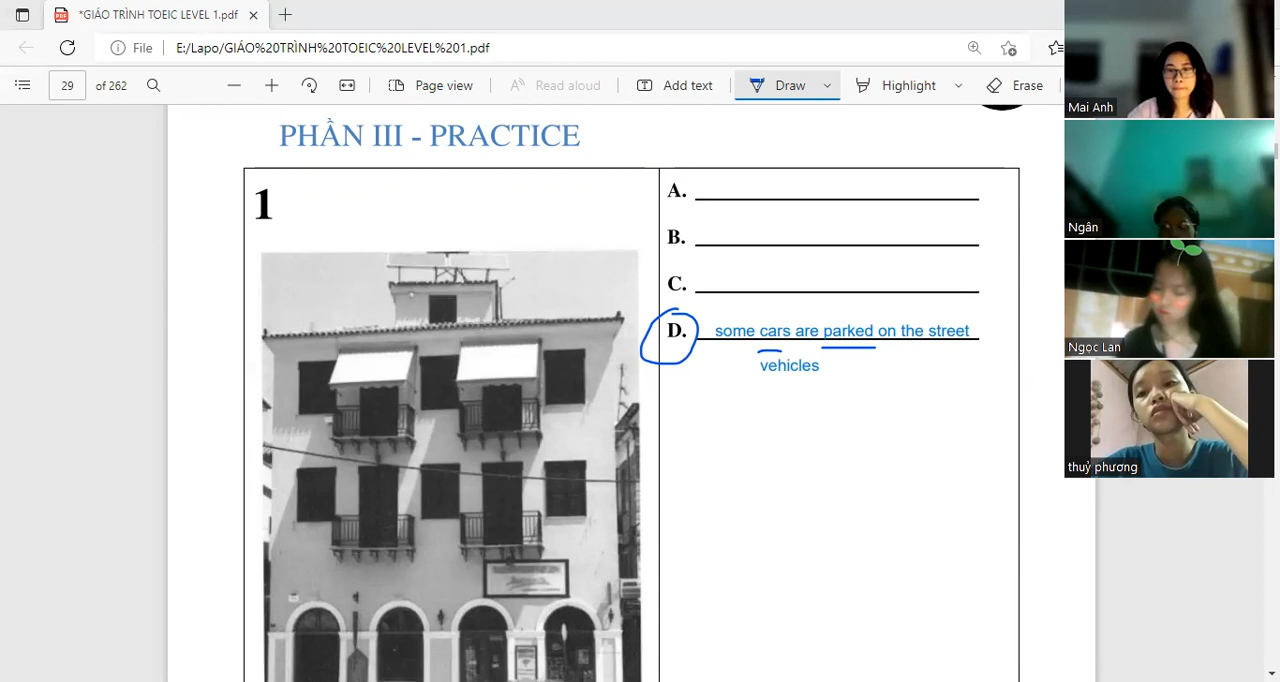 *GIÁO TRÌNH TOEIC LEVEL 1.pdf
File E:/Lapo/GIÁO%20TRÌNH%20TOEIC%20LEVEL%201.pdf
29 of 262 Page view Read aloud Add text Draw Highlight Erase
PHẦN III - PRACTICE
1
A.
B.
C.
D. some cars are parked on the street
vehicles
Mai Anh
Ngân
Ngọc Lan
thuỷ phương